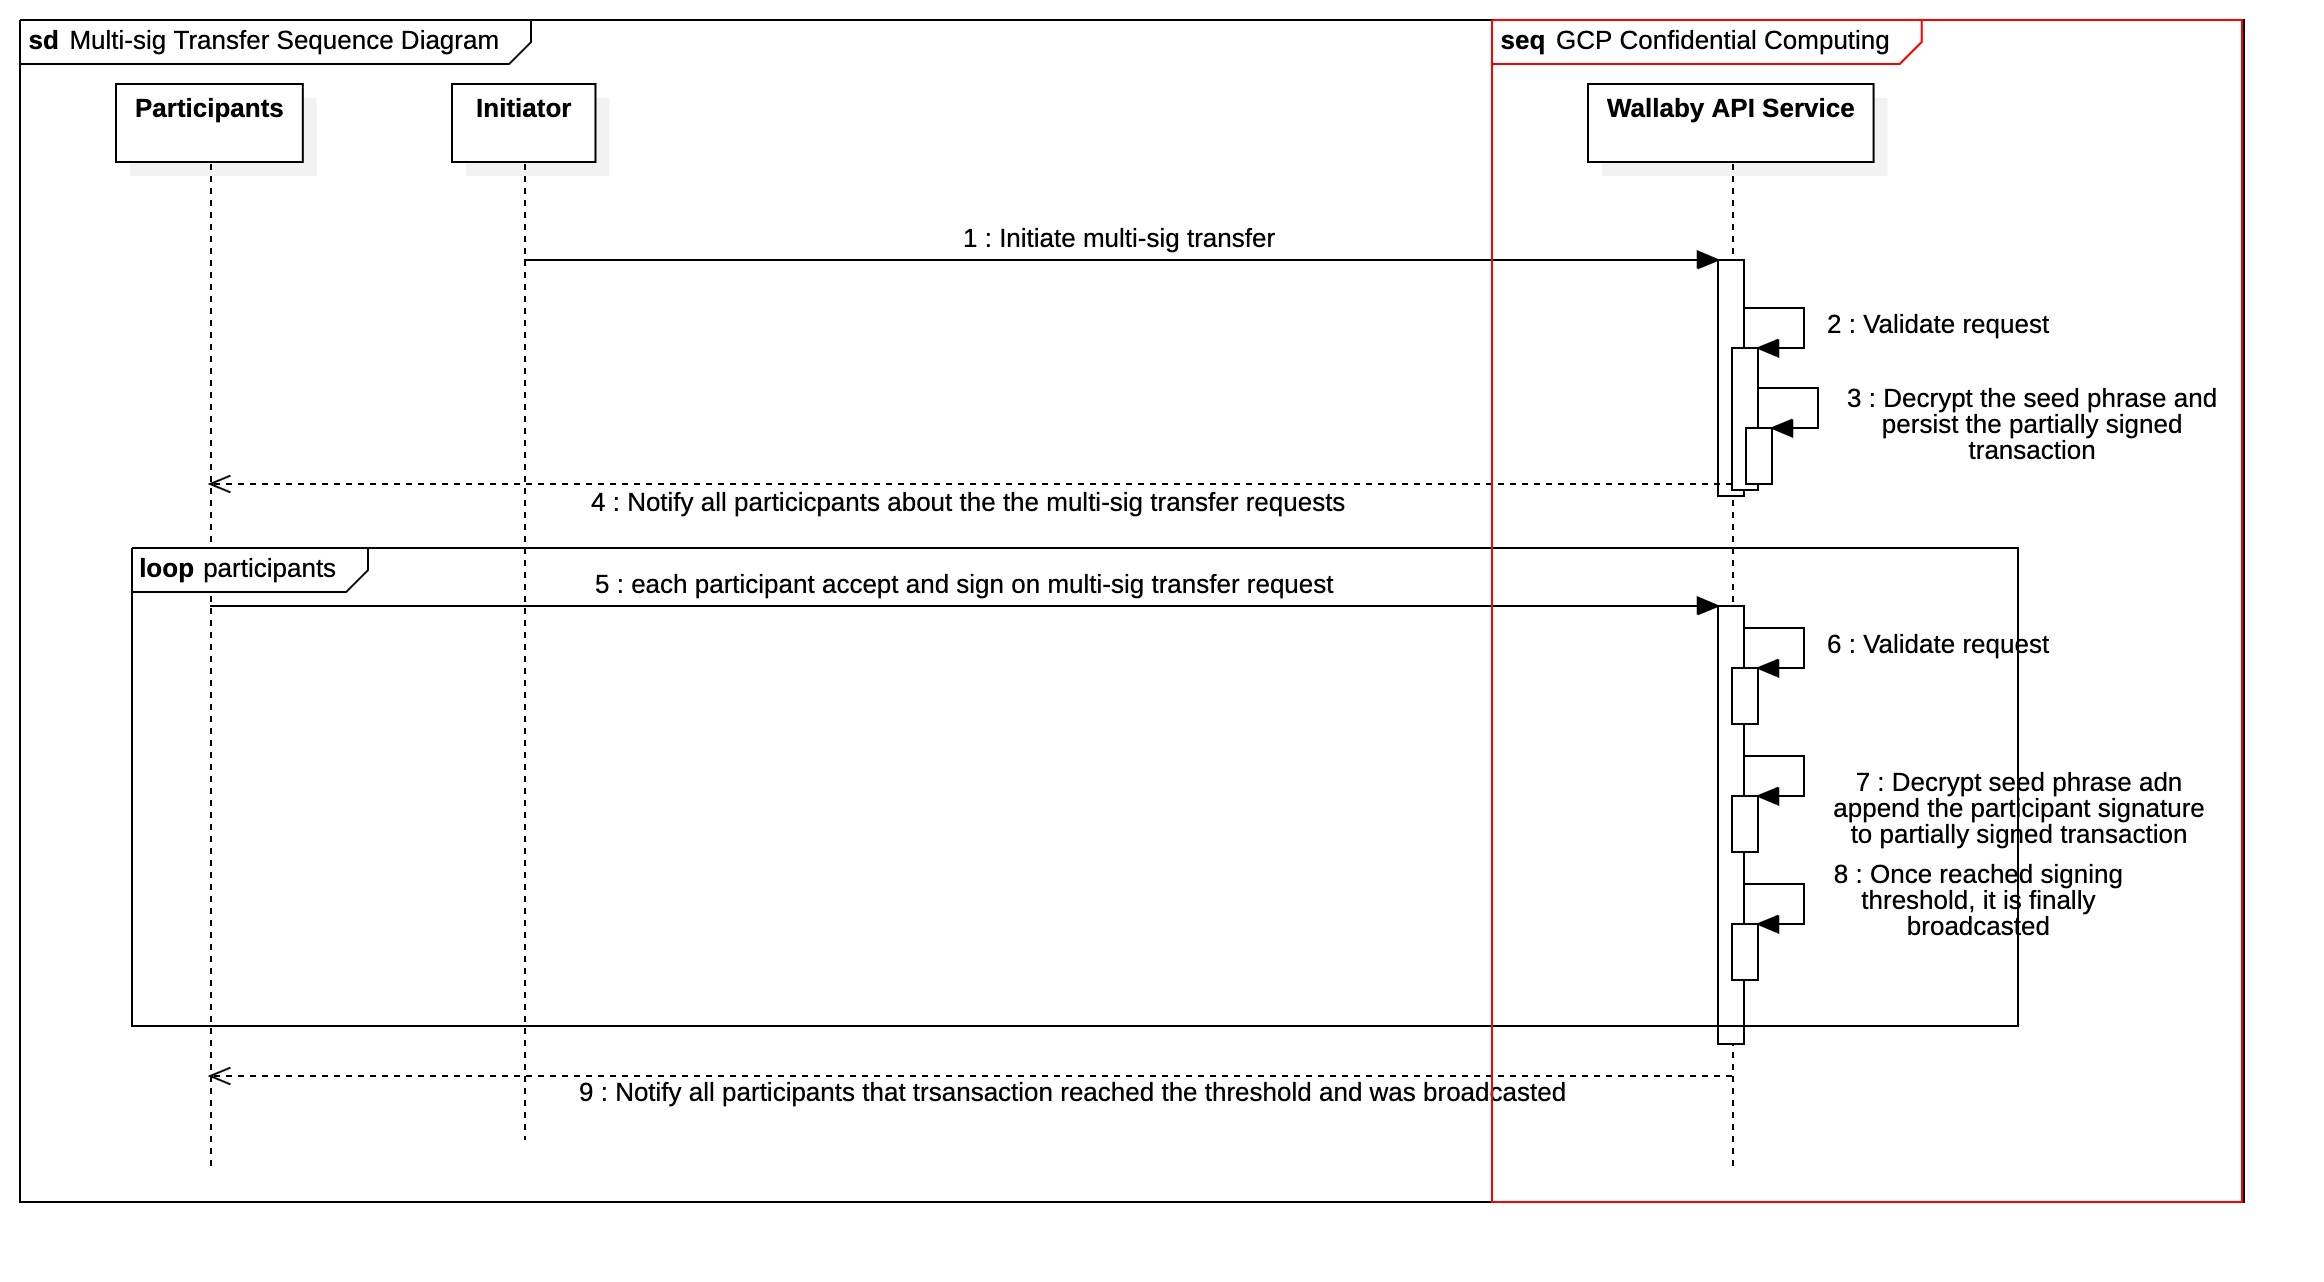 sd Multi-sig Transfer Sequence Diagram
seq GCP Confidential Computing
Participants
Initiator
Wallaby API Service
1 : Initiate multi-sig transfer
2 : Validate request
3 : Decrypt the seed phrase and
persist the partially signed
transaction
4 : Notify all particicpants about the the multi-sig transfer requests
loop participants
5 : each participant accept and sign on multi-sig transfer request
6 : Validate request
7 : Decrypt seed phrase adn
append the participant signature
to partially signed transaction
8 : Once reached signing
threshold, it is finally
broadcasted
9 : Notify all participants that trsansaction reached the threshold and was broadcasted